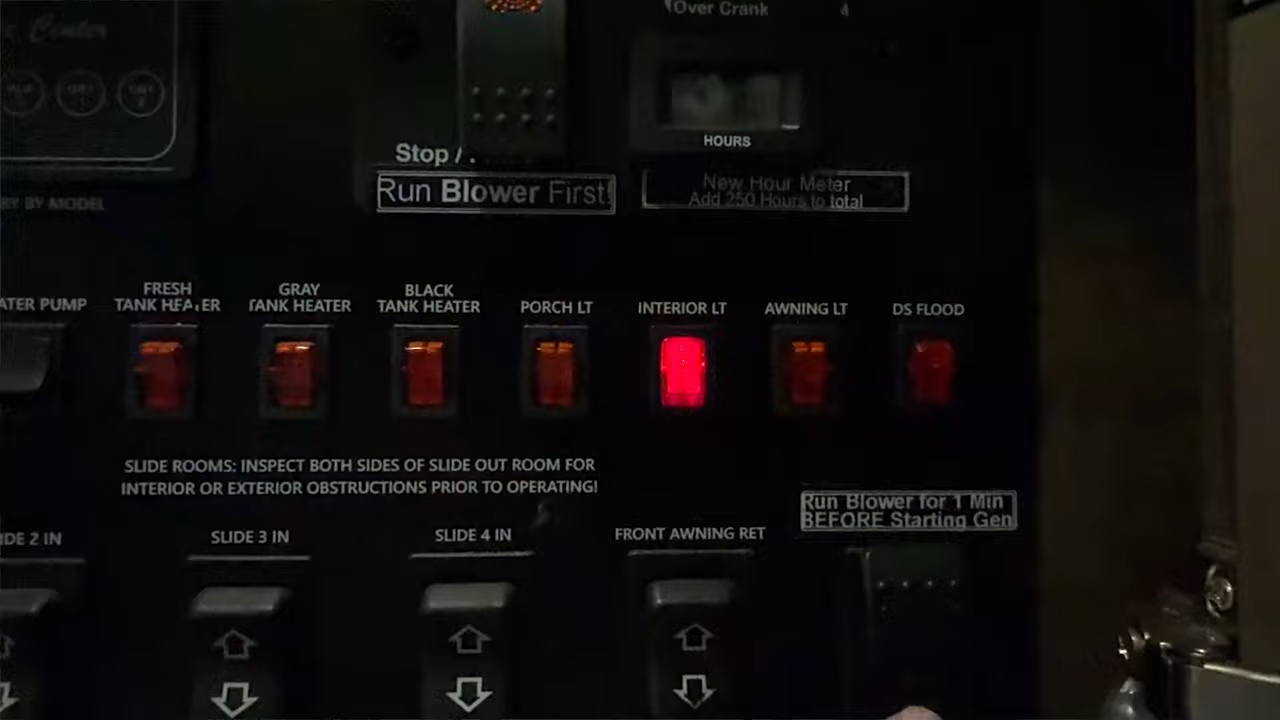 Center
Over Crank
4
HOURS
Stop /
Run Blower First!
New Hour Meter
Add 250 Hours to total
RY BY MODEL
ATER PUMP
FRESH
TANK HEATER
GRAY
TANK HEATER
BLACK
TANK HEATER
PORCH LT
INTERIOR LT
AWNING LT
DS FLOOD
SLIDE ROOMS: INSPECT BOTH SIDES OF SLIDE OUT ROOM FOR
INTERIOR OR EXTERIOR OBSTRUCTIONS PRIOR TO OPERATING!
Run Blower for 1 Min
BEFORE Starting Gen
IDE 2 IN
SLIDE 3 IN
SLIDE 4 IN
FRONT AWNING RET